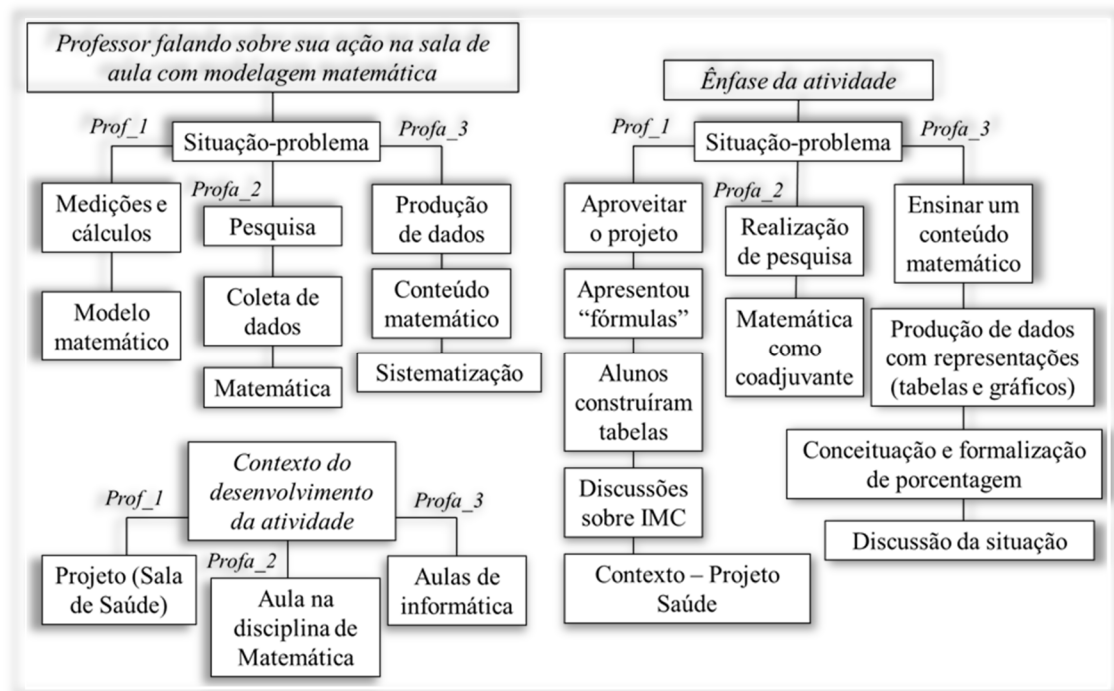 Professor falando sobre sua ação na sala de
aula com modelagem matemática
Prof_1
Situação-problema
Profa_3
Medições e
cálculos
Modelo
matemático
Profa_2
Pesquisa
Coleta de
dados
Matemática
Produção
de dados
Conteúdo
matemático
Sistematização
Contexto do
desenvolvimento
da atividade
Prof_1
Profa_3
Projeto (Sala
de Saúde)
Profa_2
Aula na
disciplina de
Matemática
Aulas de
informática
Ênfase da atividade
Prof_1
Situação-problema
Profa_3
Aproveitar
o projeto
Apresentou
“fórmulas”
Alunos
construíram
tabelas
Discussões
sobre IMC
Contexto – Projeto
Saúde
Profa_2
Realização
de pesquisa
Matemática
como
coadjuvante
Ensinar um
conteúdo
matemático
Produção de dados
com representações
(tabelas e gráficos)
Conceituação e formalização
de porcentagem
Discussão da situação